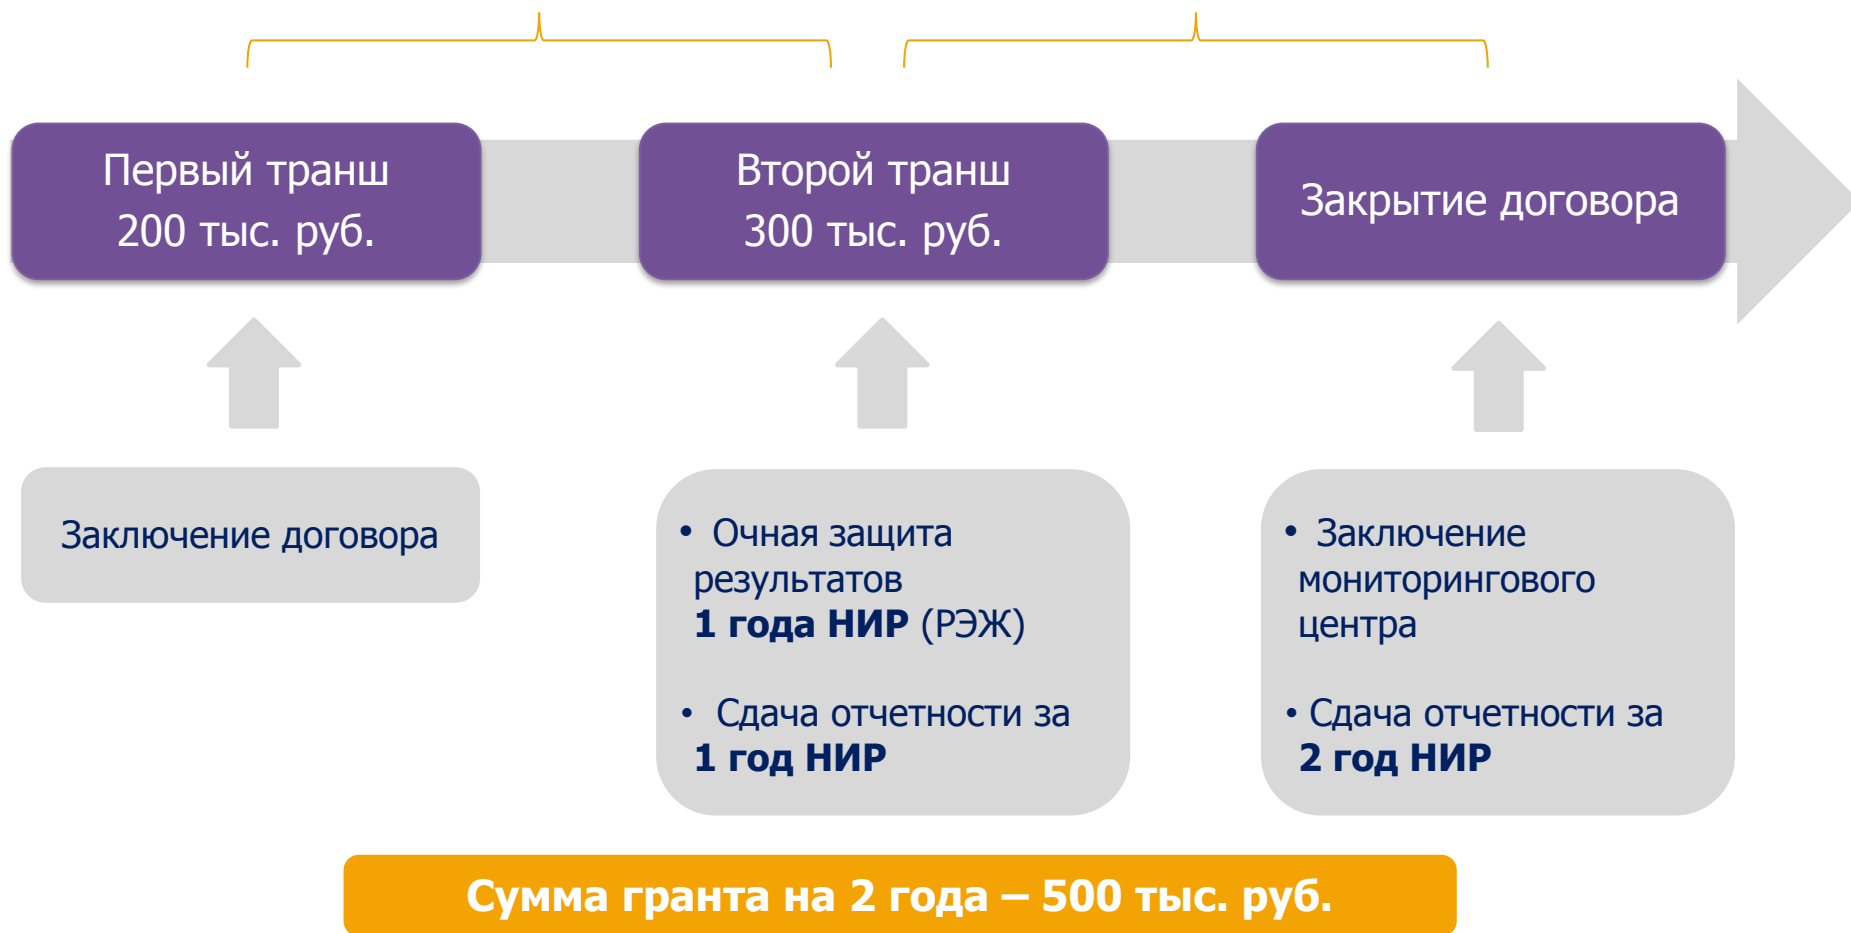 Первый транш
200 тыс. руб.
Второй транш
300 тыс. руб.
Закрытие договора
Заключение договора
• Очная защита
результатов
1 года НИР (РЭЖ)
• Сдача отчетности за
1 год НИР
• Заключение
мониторингового
центра
• Сдача отчетности за
2 год НИР
Сумма гранта на 2 года – 500 тыс. руб.